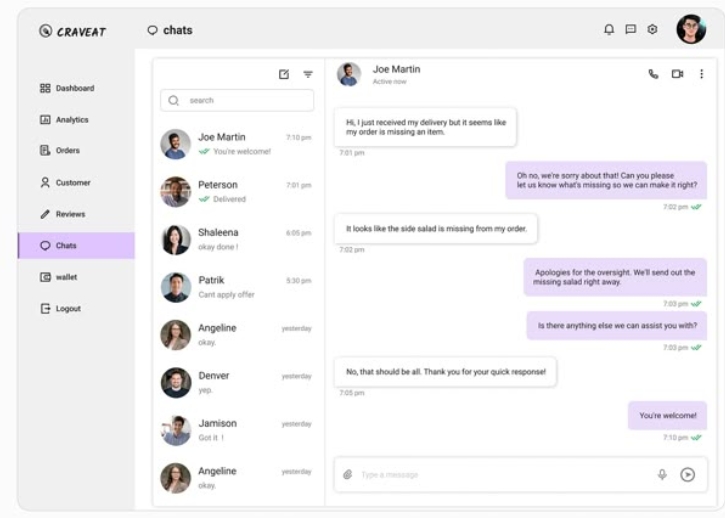 CRAVEAT
chats
Dashboard
Analytics
Orders
Customer
Reviews
Chats
wallet
Logout
search
Joe Martin 7:10 pm
You're welcome!
Peterson 7:01 pm
Delivered
Shaleena 6:05 pm
okay done !
Patrik 5:30 pm
Cant apply offer
Angeline yesterday
okay.
Denver yesterday
yep.
Jamison yesterday
Got it !
Angeline yesterday
okay.
Joe Martin
Active now
Hi, I just received my delivery but it seems like
my order is missing an item.
7:01 pm
Oh no, we're sorry about that! Can you please
let us know what's missing so we can make it right?
7:02 pm
It looks like the side salad is missing from my order.
7:02 pm
Apologies for the oversight. We'll send out the
missing salad right away.
7:03 pm
Is there anything else we can assist you with?
7:03 pm
No, that should be all. Thank you for your quick response!
7:05 pm
You're welcome!
7:10 pm
Type a message